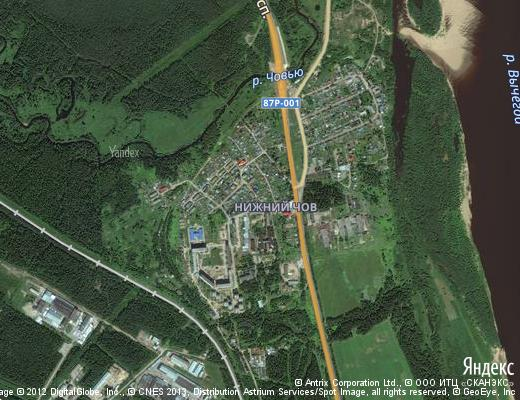 СП.
р. Човью
87Р-001
р. Вычегод
Yandex
НИЖНИЙ ЧОВ
Яндекс
© Antrix Corporation Ltd., © ООО ИТЦ «СКАНЭКС»
age © 2012 DigitalGlobe, Inc., © CNES 2013, Distribution Astrium Services/Spot Image, all rights reserved, © GeoEye, Inc